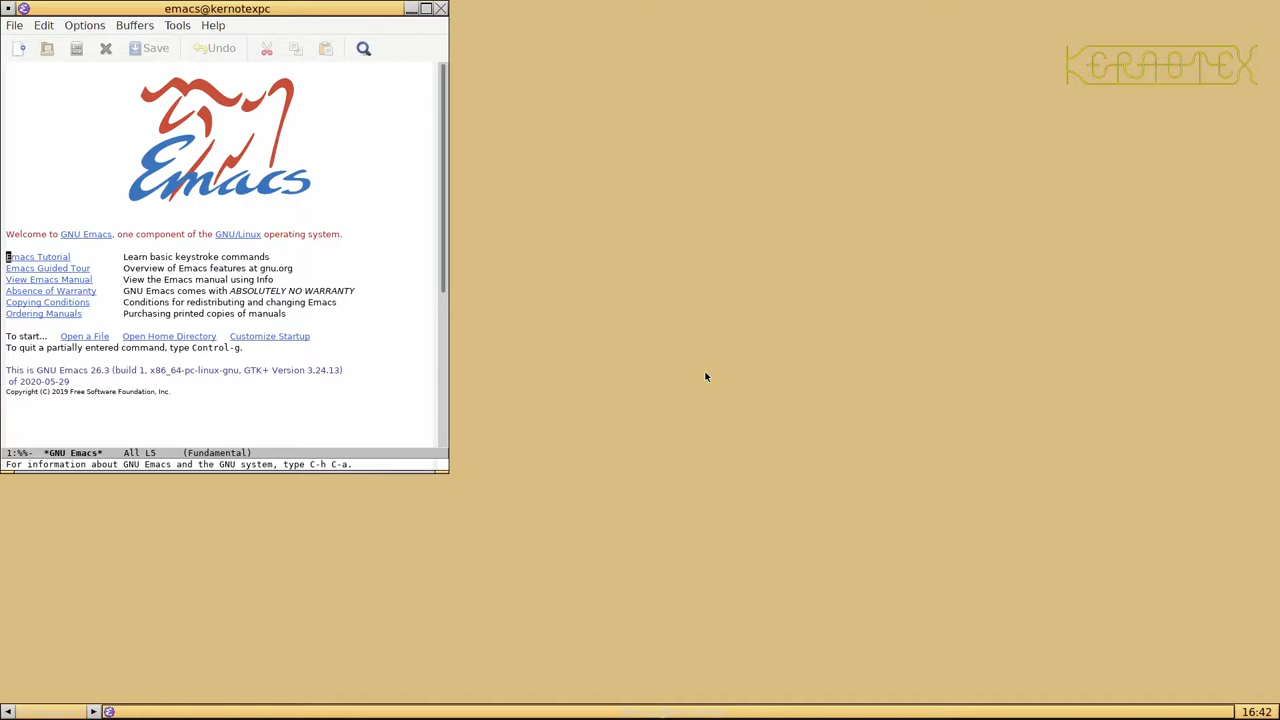 emacs@kernotexpc
KERNOTEX
File Edit Options Buffers Tools Help
Save Undo
Emacs
Welcome to GNU Emacs, one component of the GNU/Linux operating system.
Emacs Tutorial Learn basic keystroke commands
Emacs Guided Tour Overview of Emacs features at gnu.org
View Emacs Manual View the Emacs manual using Info
Absence of Warranty GNU Emacs comes with ABSOLUTELY NO WARRANTY
Copying Conditions Conditions for redistributing and changing Emacs
Ordering Manuals Purchasing printed copies of manuals
To start... Open a File Open Home Directory Customize Startup
To quit a partially entered command, type Control-g.
This is GNU Emacs 26.3 (build 1, x86_64-pc-linux-gnu, GTK+ Version 3.24.13)
of 2020-05-29
Copyright (C) 2019 Free Software Foundation, Inc.
1:%%- *GNU Emacs* All L5 (Fundamental)
For information about GNU Emacs and the GNU system, type C-h C-a.
16:42